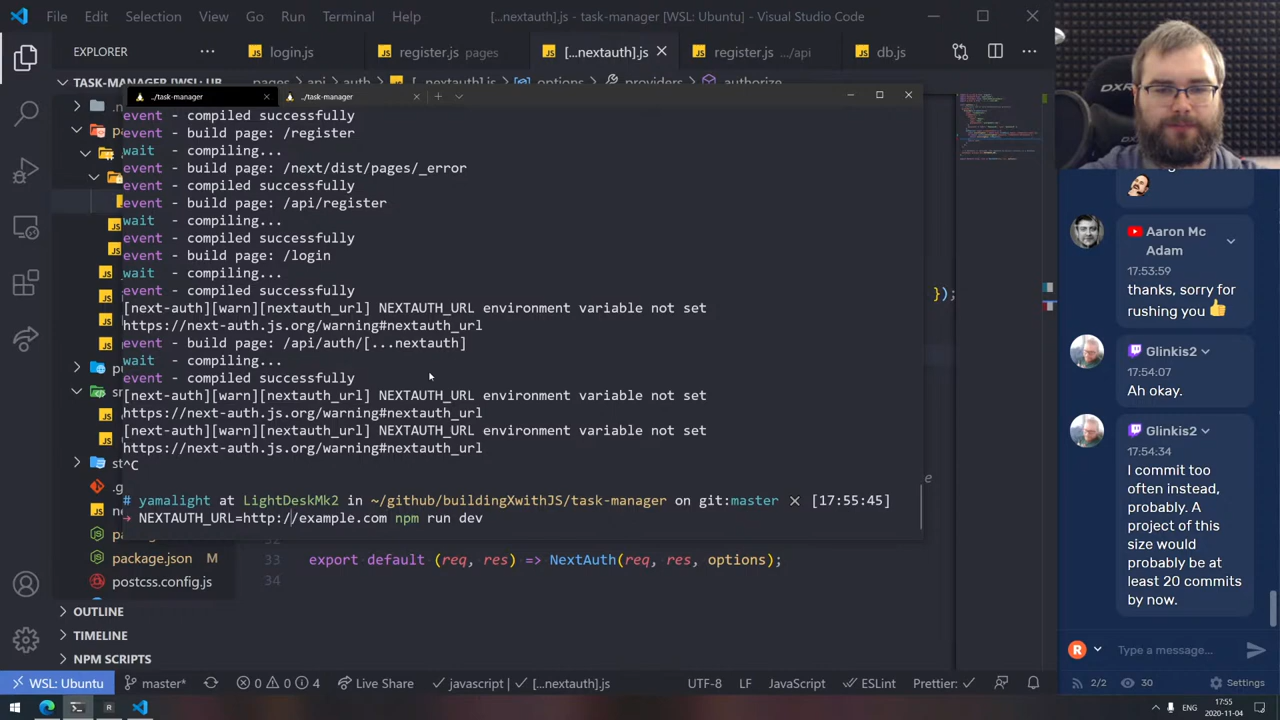 File Edit Selection View Go Run Terminal Help
[...nextauth].js - task-manager [WSL: Ubuntu] - Visual Studio Code
EXPLORER
login.js
register.js pages
[...nextauth].js
register.js .../api
db.js
TASK-MANAGER [WSL: UB
../task-manager
../task-manager
event - compiled successfully
event - build page: /register
wait - compiling...
event - build page: /next/dist/pages/_error
event - compiled successfully
event - build page: /api/register
wait - compiling...
event - compiled successfully
event - build page: /login
wait - compiling...
event - compiled successfully
[next-auth][warn][nextauth_url] NEXTAUTH_URL environment variable not set
https://next-auth.js.org/warning#nextauth_url
event - build page: /api/auth/[...nextauth]
wait - compiling...
event - compiled successfully
[next-auth][warn][nextauth_url] NEXTAUTH_URL environment variable not set
https://next-auth.js.org/warning#nextauth_url
[next-auth][warn][nextauth_url] NEXTAUTH_URL environment variable not set
https://next-auth.js.org/warning#nextauth_url
^C
# yamalight at LightDeskMk2 in ~/github/buildingXwithJS/task-manager on git:master × [17:55:45]
→ NEXTAUTH_URL=http://example.com npm run dev
});
33 export default (req, res) => NextAuth(req, res, options);
34
package.json M
postcss.config.js
OUTLINE
TIMELINE
NPM SCRIPTS
WSL: Ubuntu
master*
0 0 4
Live Share
javascript | ✓ [...nextauth].js
UTF-8
LF
JavaScript
ESLint
Prettier: ✓
DXR
Aaron Mc
Adam
17:53:59
thanks, sorry for
rushing you 👍
Glinkis2
17:54:07
Ah okay.
Glinkis2
17:54:34
I commit too
often instead,
probably. A
project of this
size would
probably be at
least 20 commits
by now.
R
Type a message...
2/2
30
Settings
ENG
17:55
2020-11-04